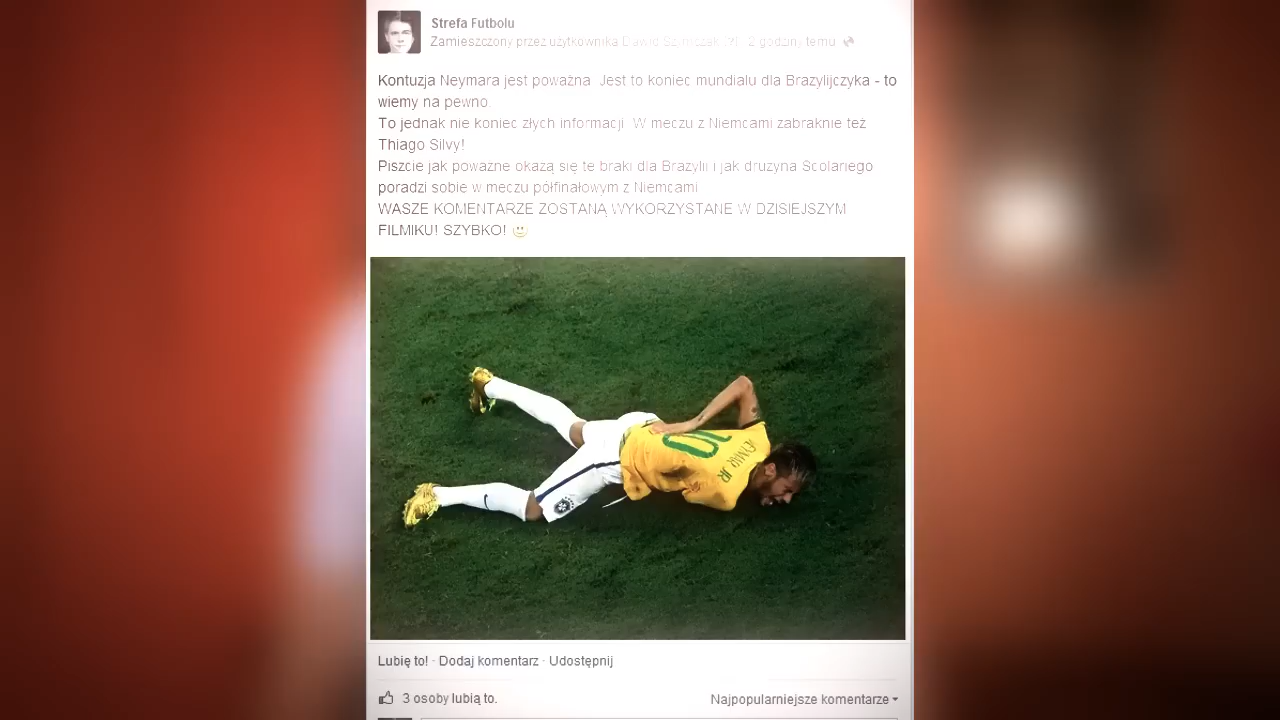 Strefa Futbolu
Zamieszczony przez użytkownika Dawid Szymczak [?] · 2 godziny temu
Kontuzja Neymara jest poważna. Jest to koniec mundialu dla Brazylijczyka - to
wiemy na pewno.
To jednak nie koniec złych informacji. W meczu z Niemcami zabraknie też
Thiago Silvy!
Piszcie jak poważne okażą się te braki dla Brazylii i jak drużyna Scolariego
poradzi sobie w meczu półfinałowym z Niemcami.
WASZE KOMENTARZE ZOSTANĄ WYKORZYSTANE W DZISIEJSZYM
FILMIKU! SZYBKO!
10
NEYMAR JR
Lubię to! · Dodaj komentarz · Udostępnij
3 osoby lubią to.
Najpopularniejsze komentarze